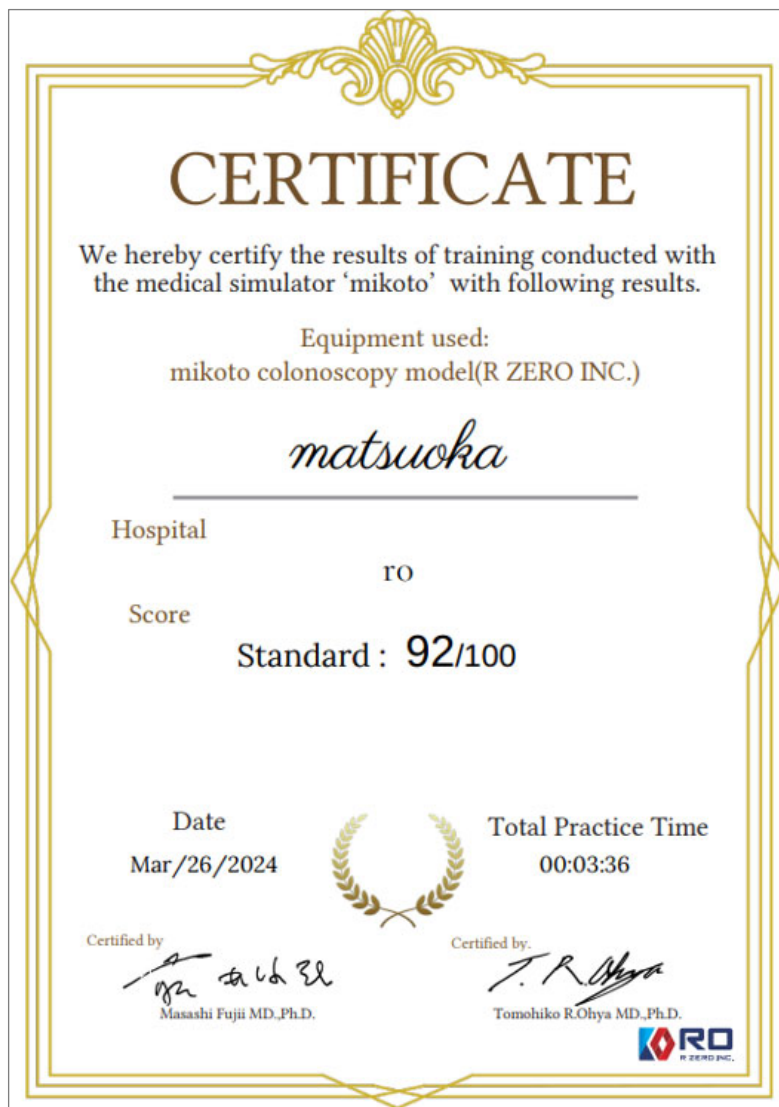 CERTIFICATE
We hereby certify the results of training conducted with
the medical simulator ‘mikoto’ with following results.
Equipment used:
mikoto colonoscopy model(R ZERO INC.)
matsuoka
Hospital
ro
Score
Standard : 92/100
Date
Mar/26/2024
Total Practice Time
00:03:36
Certified by
Masashi Fujii MD.,Ph.D.
Certified by.
T. R. Ohya
Tomohiko R.Ohya MD.,Ph.D.
RO
R ZERO INC.